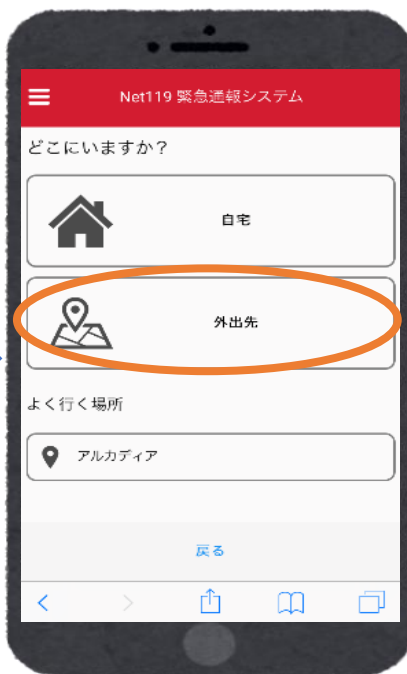 Net119 緊急通報システム
どこにいますか？
自宅
外出先
よく行く場所
アルカディア
戻る